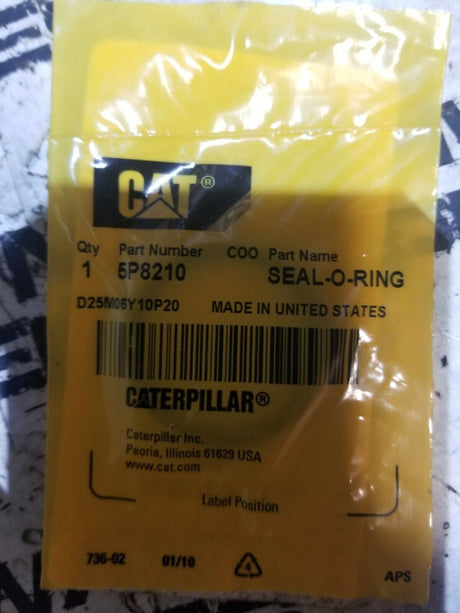 CAT®
Qty Part Number COO Part Name
1 5P8210 SEAL-O-RING
D25M06Y10P20 MADE IN UNITED STATES
CATERPILLAR®
Caterpillar Inc.
Peoria, Illinois 61629 USA
www.cat.com
Label Position
736-02 01/10 4 APS